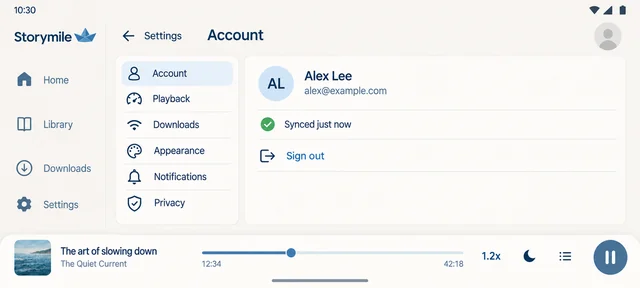 10:30
Storymile
Settings
Account
Home
Library
Downloads
Settings
Account
Playback
Downloads
Appearance
Notifications
Privacy
AL
Alex Lee
alex@example.com
Synced just now
Sign out
The art of slowing down
The Quiet Current
12:34
42:18
1.2x